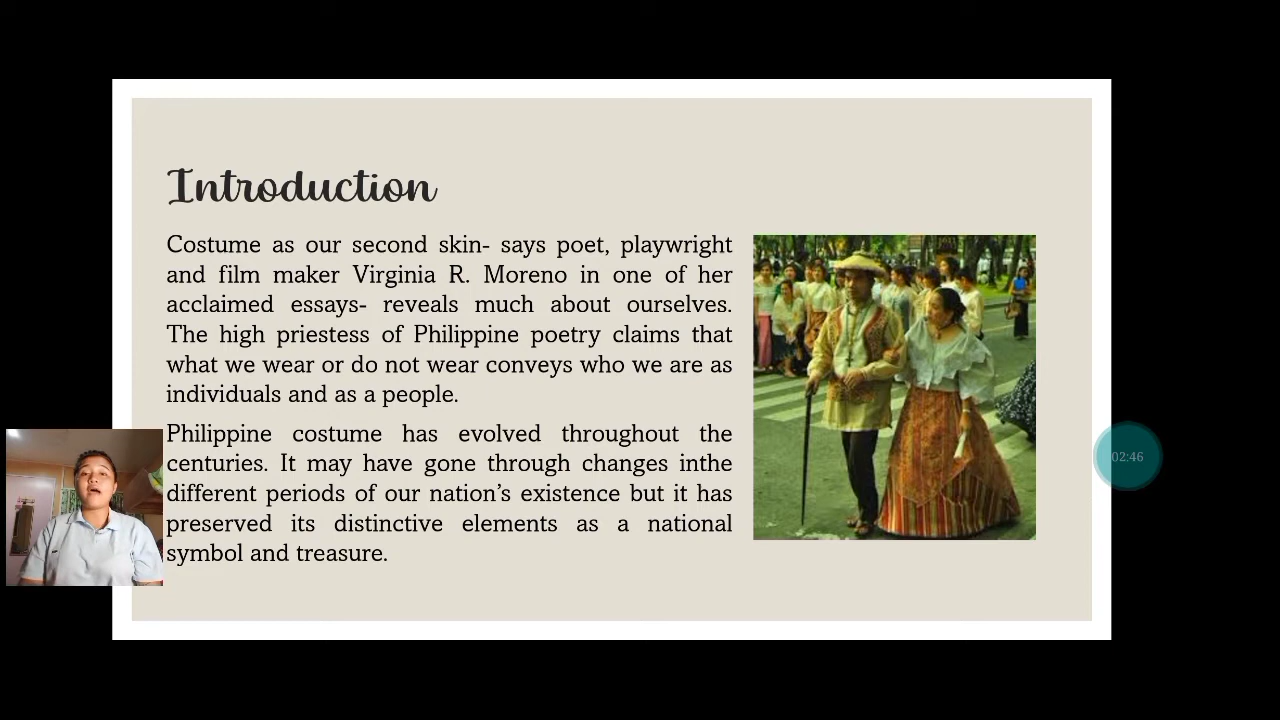 Introduction
Costume as our second skin- says poet, playwright
and film maker Virginia R. Moreno in one of her
acclaimed essays- reveals much about ourselves.
The high priestess of Philippine poetry claims that
what we wear or do not wear conveys who we are as
individuals and as a people.
Philippine costume has evolved throughout the
centuries. It may have gone through changes inthe
different periods of our nation’s existence but it has
preserved its distinctive elements as a national
symbol and treasure.
02:46